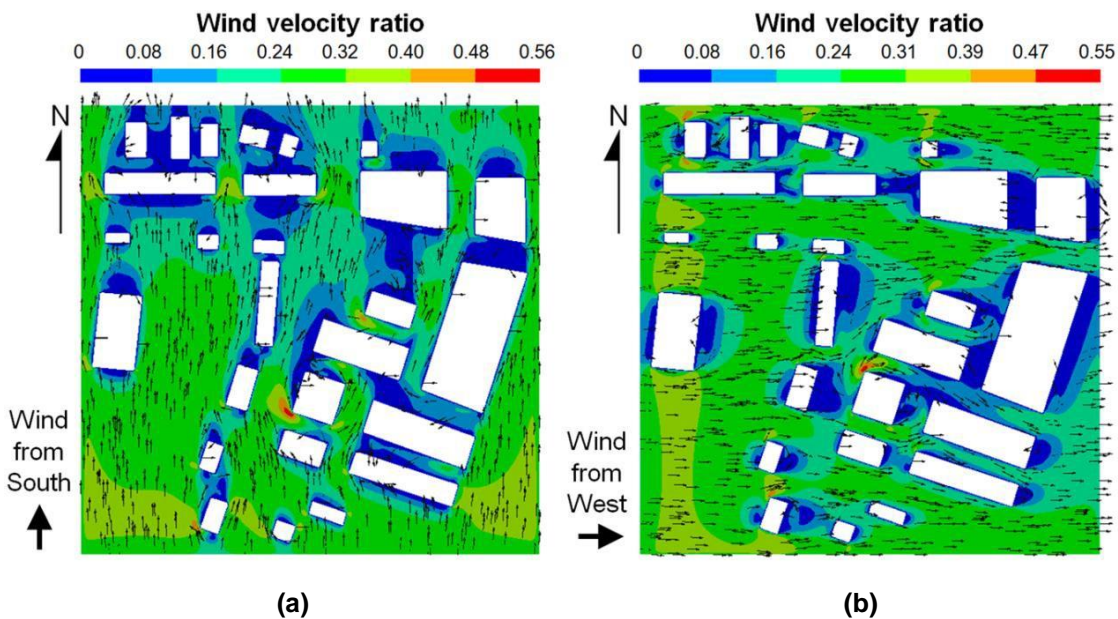 Wind velocity ratio
0 0.08 0.16 0.24 0.32 0.40 0.48 0.56
N
Wind
from
South
(a)
Wind velocity ratio
0 0.08 0.16 0.24 0.31 0.39 0.47 0.55
N
Wind
from
West
(b)